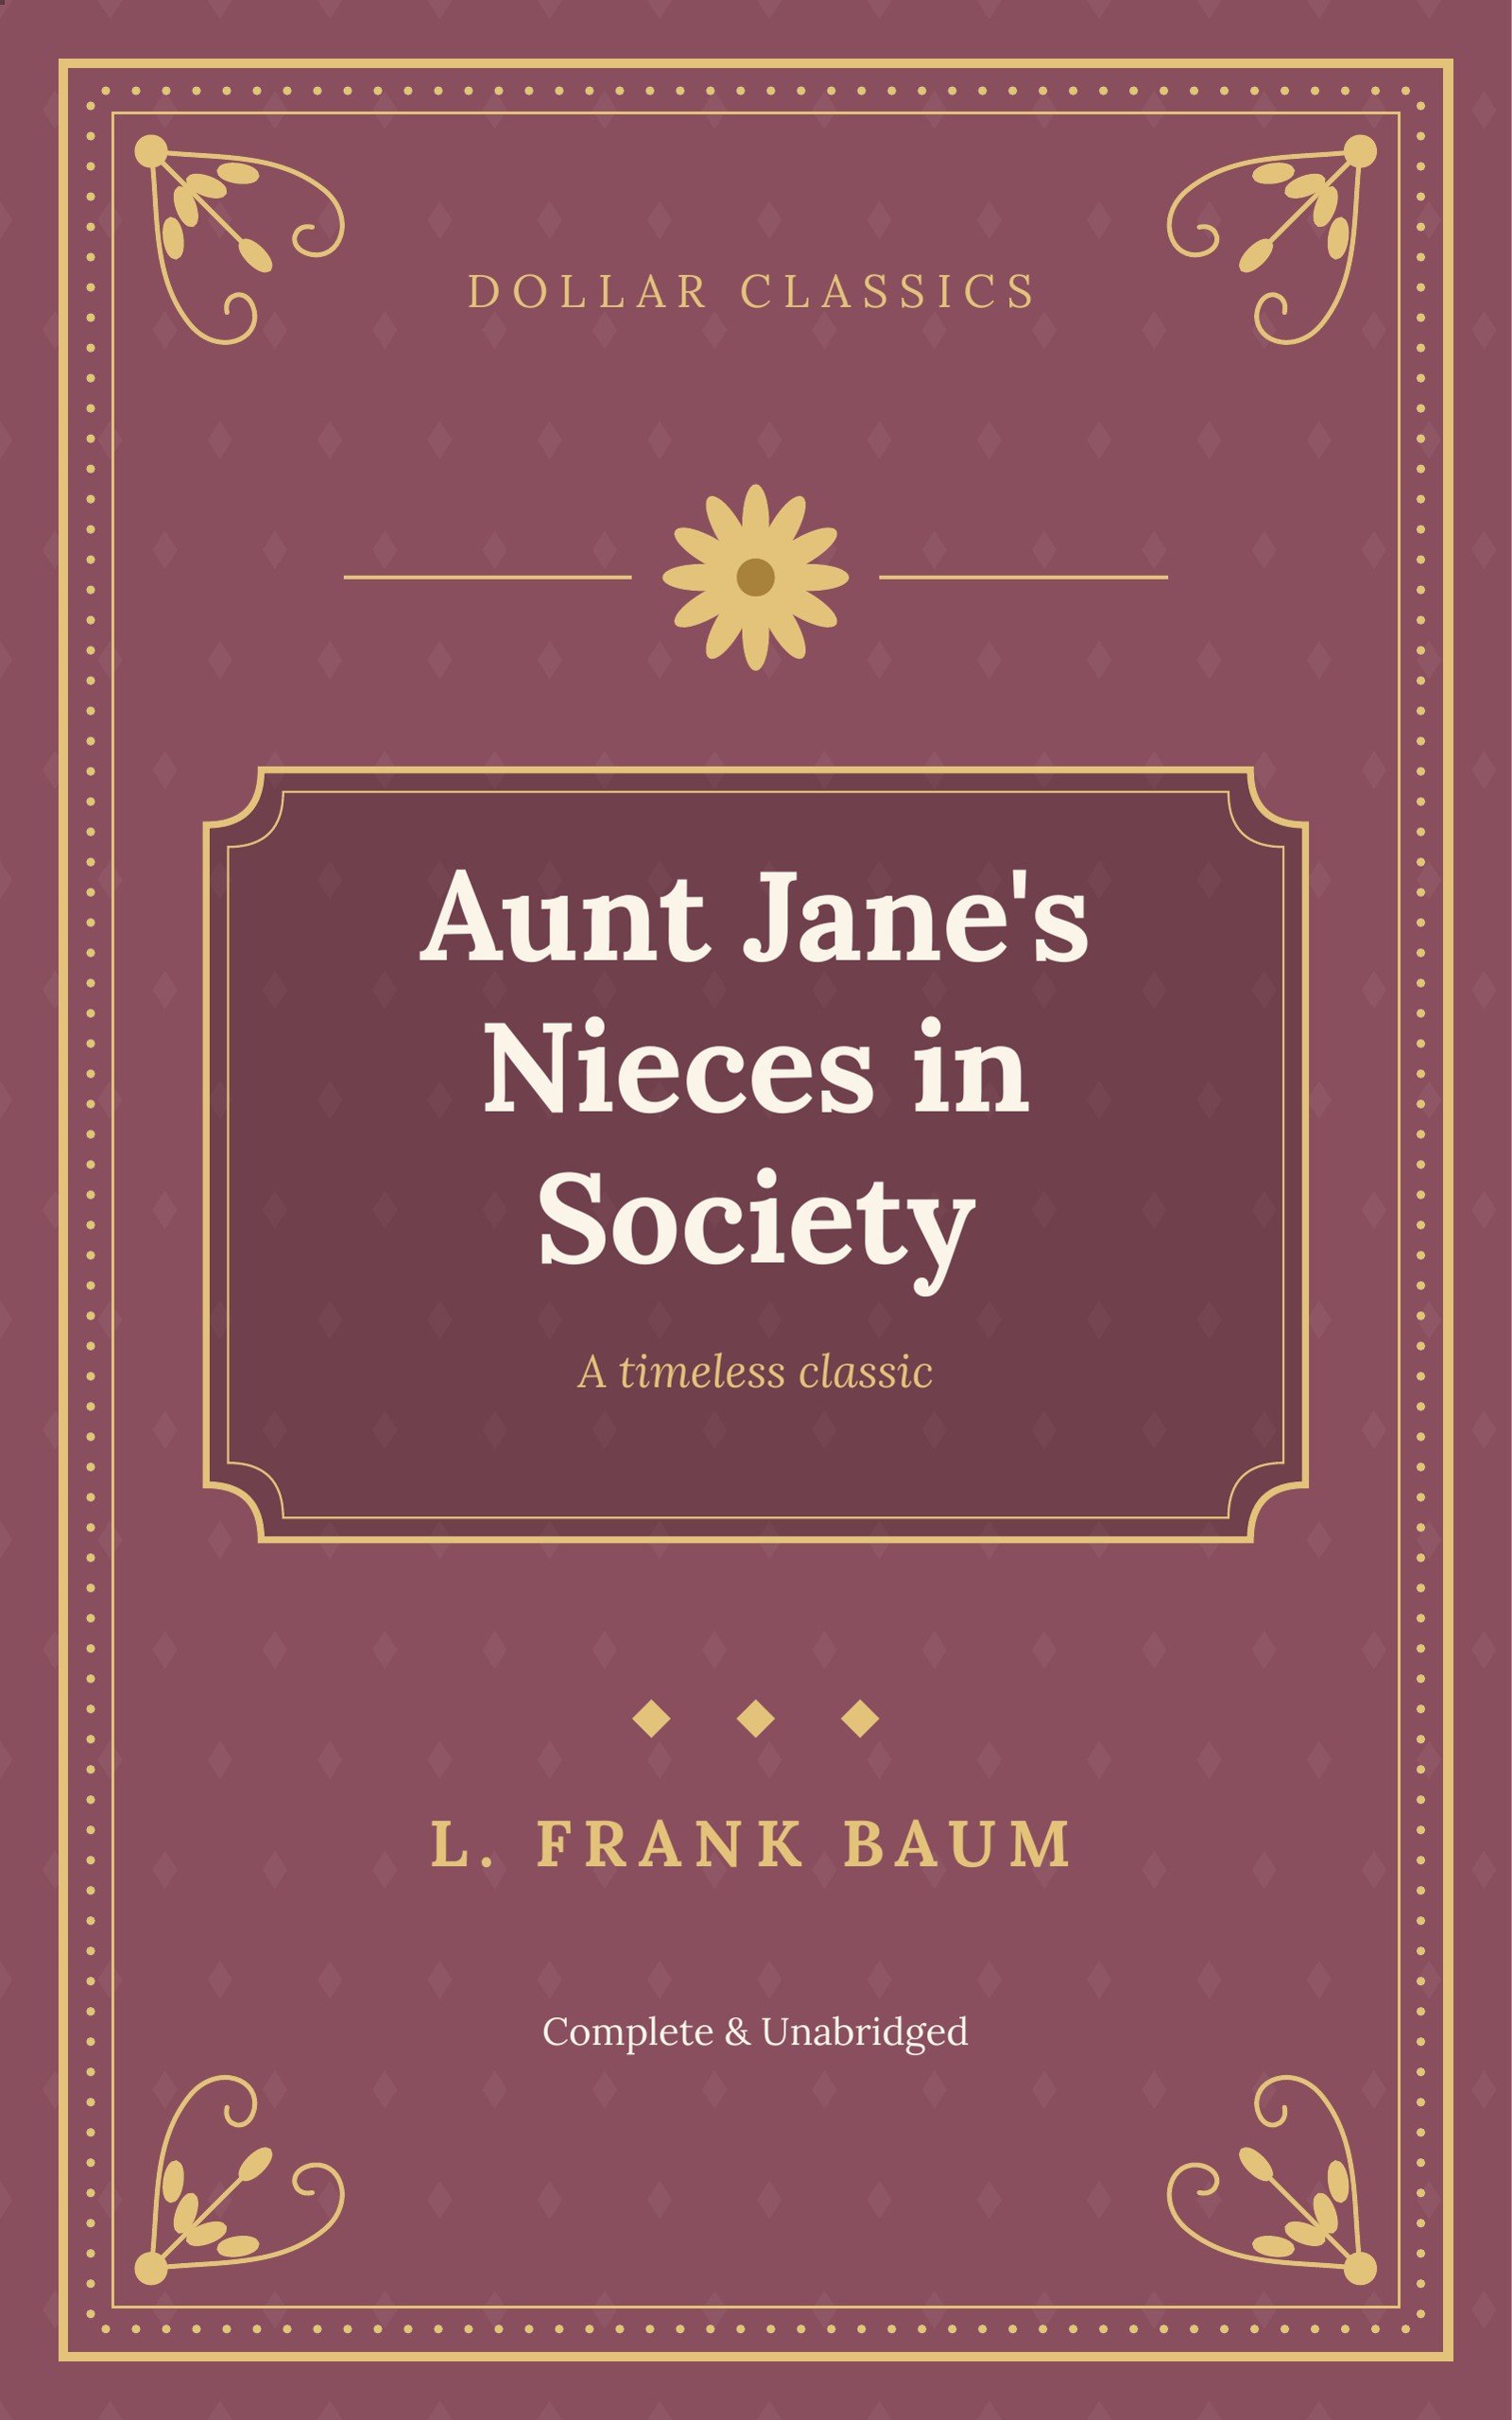 DOLLAR CLASSICS
Aunt Jane's
Nieces in
Society
A timeless classic
L. FRANK BAUM
Complete & Unabridged